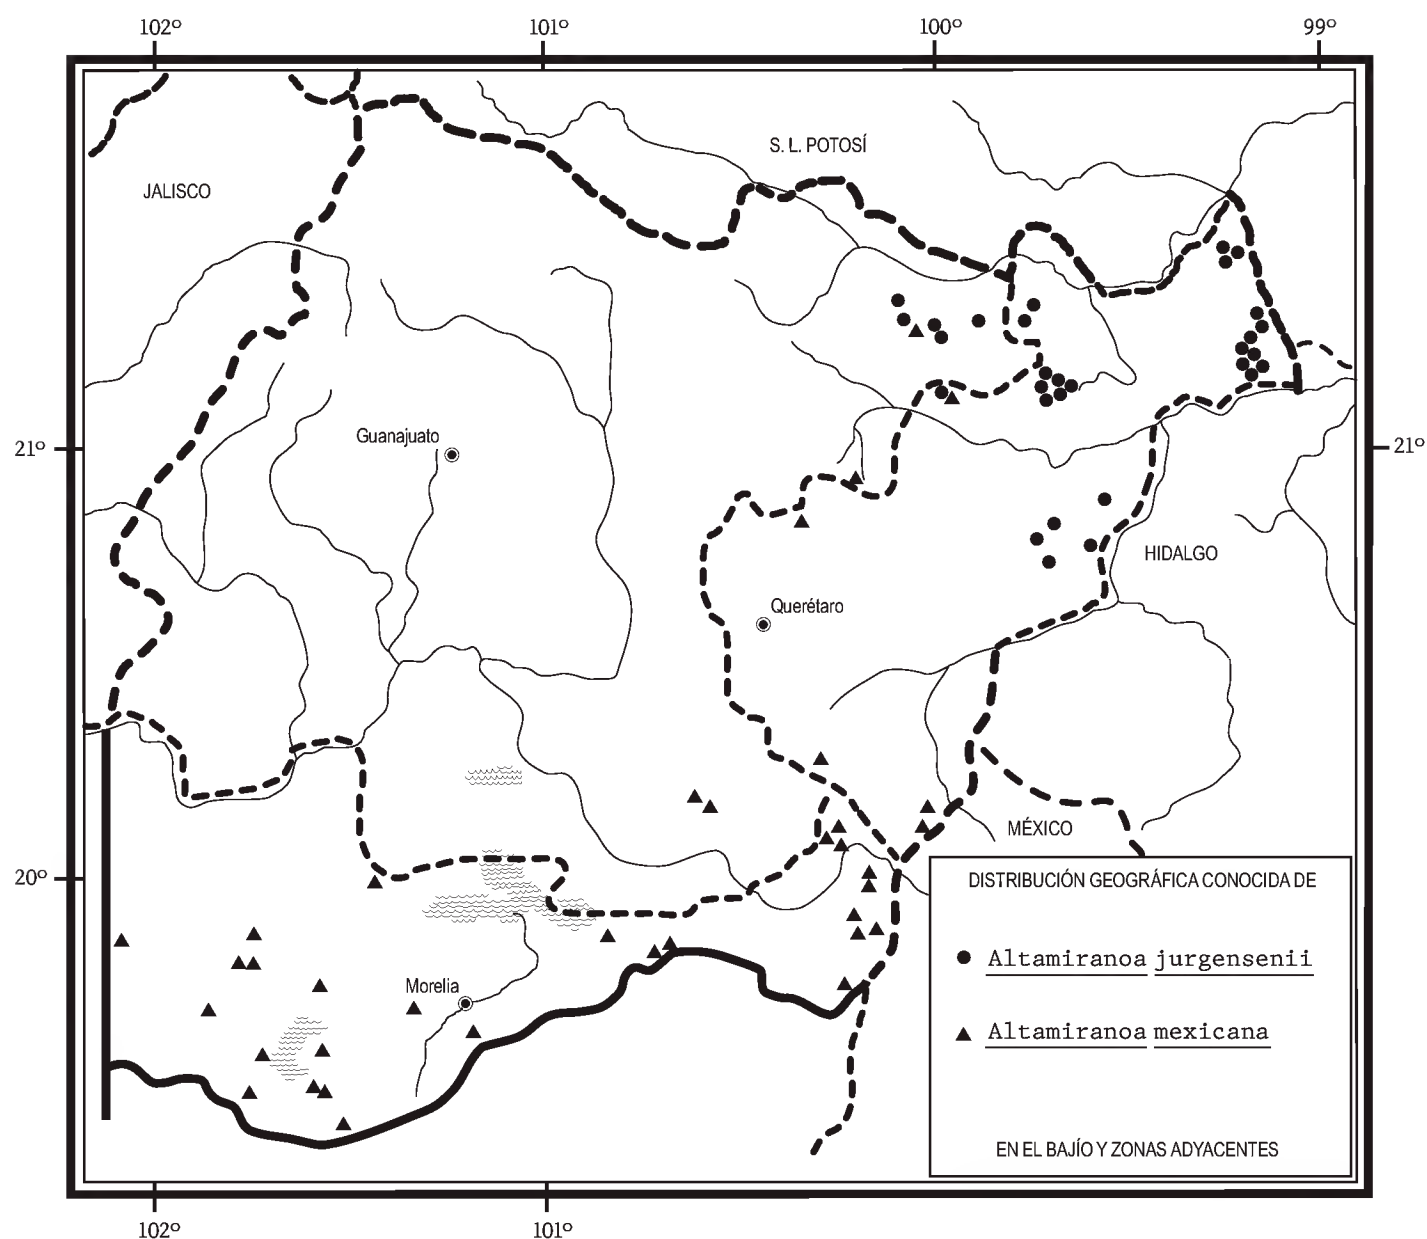 102º 101º 100º 99º
S. L. POTOSÍ
JALISCO
Guanajuato
21º 21º
HIDALGO
Querétaro
MÉXICO
20º
DISTRIBUCIÓN GEOGRÁFICA CONOCIDA DE
Altamiranoa jurgensenii
Morelia
Altamiranoa mexicana
EN EL BAJÍO Y ZONAS ADYACENTES
102º 101º